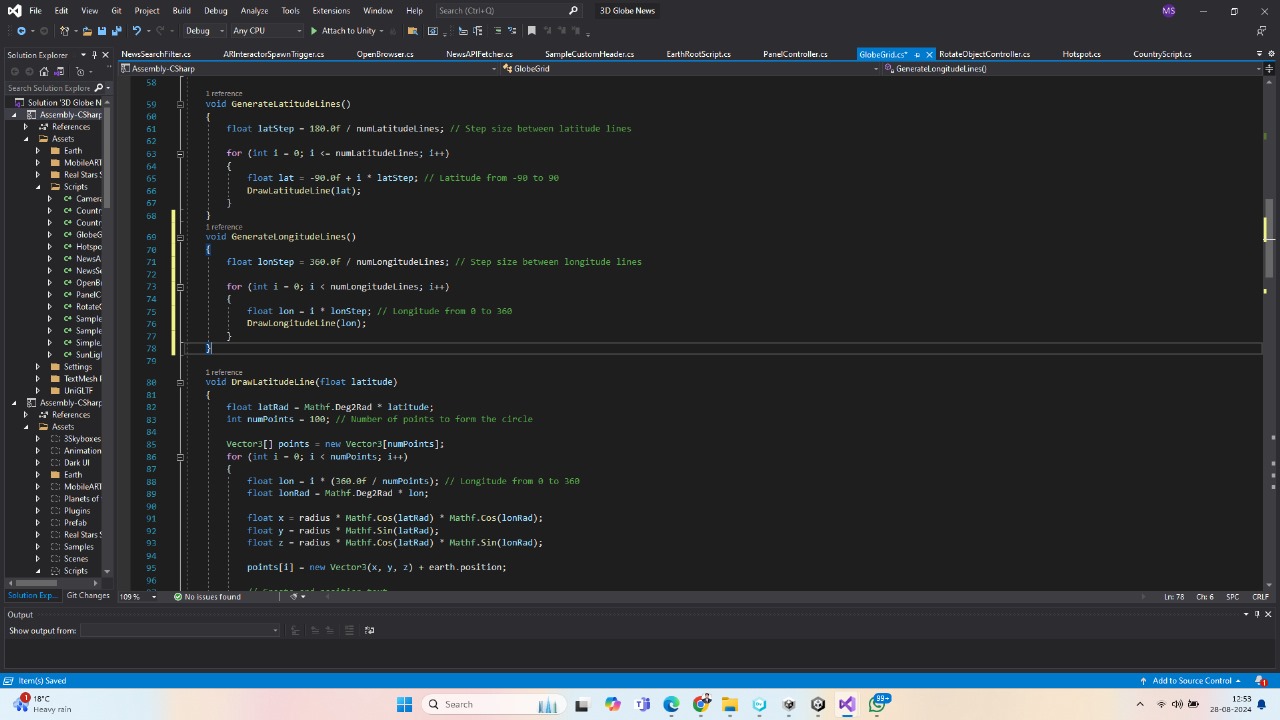 File Edit View Git Project Build Debug Analyze Tools Extensions Window Help Search (Ctrl+Q) 3D Globe News MS
Debug Any CPU Attach to Unity
Solution Explorer
NewsSearchFilter.cs ARInteractorSpawnTrigger.cs OpenBrowser.cs NewsAPIFetcher.cs SampleCustomHeader.cs EarthRootScript.cs PanelController.cs GlobeGrid.cs* RotateObjectController.cs Hotspot.cs CountryScript.cs
Assembly-CSharp GlobeGrid GenerateLongitudeLines()
Search Solution Explorer
Solution '3D Globe N
Assembly-CSharp
References
Assets
Earth
MobileART
Real Stars S
Scripts
Camera
Count
Count
GlobeG
Hotspo
NewsA
NewsSe
OpenBr
PanelC
Rotate
Sample
Sample
Simple.
SunLigh
Settings
TextMesh P
UniGLTF
Assembly-CSharp
References
Assets
3Skyboxes
Animation
Dark UI
Earth
MobileART
Planets of
Plugins
Prefab
Real Stars S
Samples
Scenes
Scripts
Solution Exp... Git Changes
58
1 reference
59 void GenerateLatitudeLines()
60 {
61 float latStep = 180.0f / numLatitudeLines; // Step size between latitude lines
62
63 for (int i = 0; i <= numLatitudeLines; i++)
64 {
65 float lat = -90.0f + i * latStep; // Latitude from -90 to 90
66 DrawLatitudeLine(lat);
67 }
68 }
1 reference
69 void GenerateLongitudeLines()
70 {
71 float lonStep = 360.0f / numLongitudeLines; // Step size between longitude lines
72
73 for (int i = 0; i < numLongitudeLines; i++)
74 {
75 float lon = i * lonStep; // Longitude from 0 to 360
76 DrawLongitudeLine(lon);
77 }
78 }
79
1 reference
80 void DrawLatitudeLine(float latitude)
81 {
82 float latRad = Mathf.Deg2Rad * latitude;
83 int numPoints = 100; // Number of points to form the circle
84
85 Vector3[] points = new Vector3[numPoints];
86 for (int i = 0; i < numPoints; i++)
87 {
88 float lon = i * (360.0f / numPoints); // Longitude from 0 to 360
89 float lonRad = Mathf.Deg2Rad * lon;
90
91 float x = radius * Mathf.Cos(latRad) * Mathf.Cos(lonRad);
92 float y = radius * Mathf.Sin(latRad);
93 float z = radius * Mathf.Cos(latRad) * Mathf.Sin(lonRad);
94
95 points[i] = new Vector3(x, y, z) + earth.position;
96
109 % No issues found Ln: 78 Ch: 6 SPC CRLF
Output
Show output from:
Item(s) Saved Add to Source Control 1
1 18°C
Heavy rain
Search
99+
12:53
28-08-2024